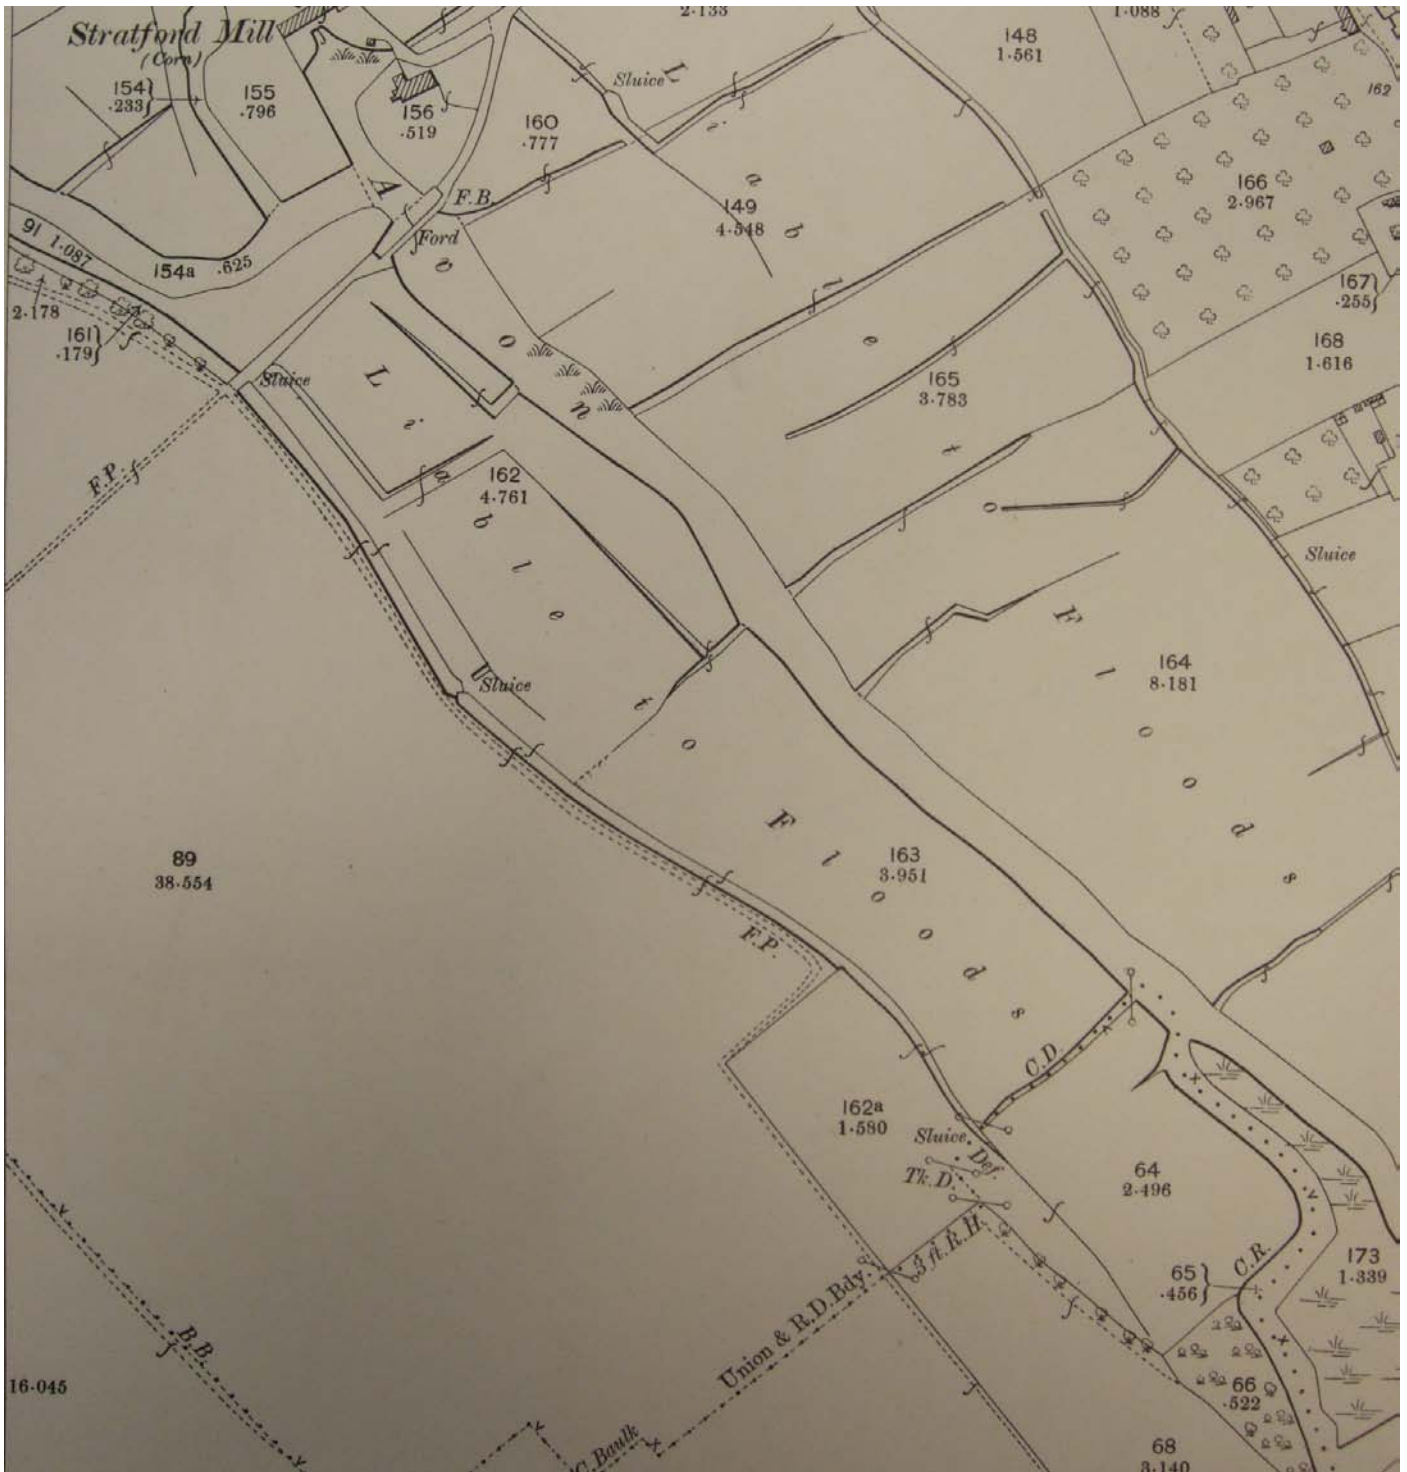 Stratford Mill
(Corn)
154
.233
155
.796
156
.519
160
.777
Sluice
2.133
148
1.561
1.088
162
166
2.967
167
.255
168
1.616
149
4.548
F.B.
Ford
Avon
91 1.087
154a .625
2.178
161
.179
Sluice
F.P.
Liable to Floods
165
3.783
162
4.761
Liable to Floods
Sluice
164
8.181
Sluice
89
38.554
163
3.951
F.P.
C.D.
162a
1.580
Sluice
Def.
Tk.D.
64
2.496
3 ft. R.H.
65
.456
C.R.
173
1.339
Union & R.D. Bdy.
B.B.
16.045
66
.522
C. Baulk
68
3.140